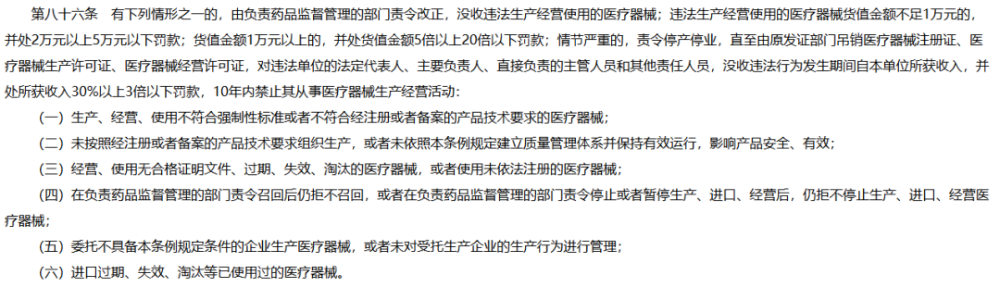 第八十六条　有下列情形之一的，由负责药品监督管理的部门责令改正，没收违法生产经营使用的医疗器械；违法生产经营使用的医疗器械货值金额不足1万元的，
并处2万元以上5万元以下罚款；货值金额1万元以上的，并处货值金额5倍以上20倍以下罚款；情节严重的，责令停产停业，直至由原发证部门吊销医疗器械注册证、医
疗器械生产许可证、医疗器械经营许可证，对违法单位的法定代表人、主要负责人、直接负责的主管人员和其他责任人员，没收违法行为发生期间自本单位所获收入，并
处所获收入30%以上3倍以下罚款，10年内禁止其从事医疗器械生产经营活动：
（一）生产、经营、使用不符合强制性标准或者不符合经注册或者备案的产品技术要求的医疗器械；
（二）未按照经注册或者备案的产品技术要求组织生产，或者未依照本条例规定建立质量管理体系并保持有效运行，影响产品安全、有效；
（三）经营、使用无合格证明文件、过期、失效、淘汰的医疗器械，或者使用未依法注册的医疗器械；
（四）在负责药品监督管理的部门责令召回后仍拒不召回，或者在负责药品监督管理的部门责令停止或者暂停生产、进口、经营后，仍拒不停止生产、进口、经营医
疗器械；
（五）委托不具备本条例规定条件的企业生产医疗器械，或者未对受托生产企业的生产行为进行管理；
（六）进口过期、失效、淘汰等已使用过的医疗器械。